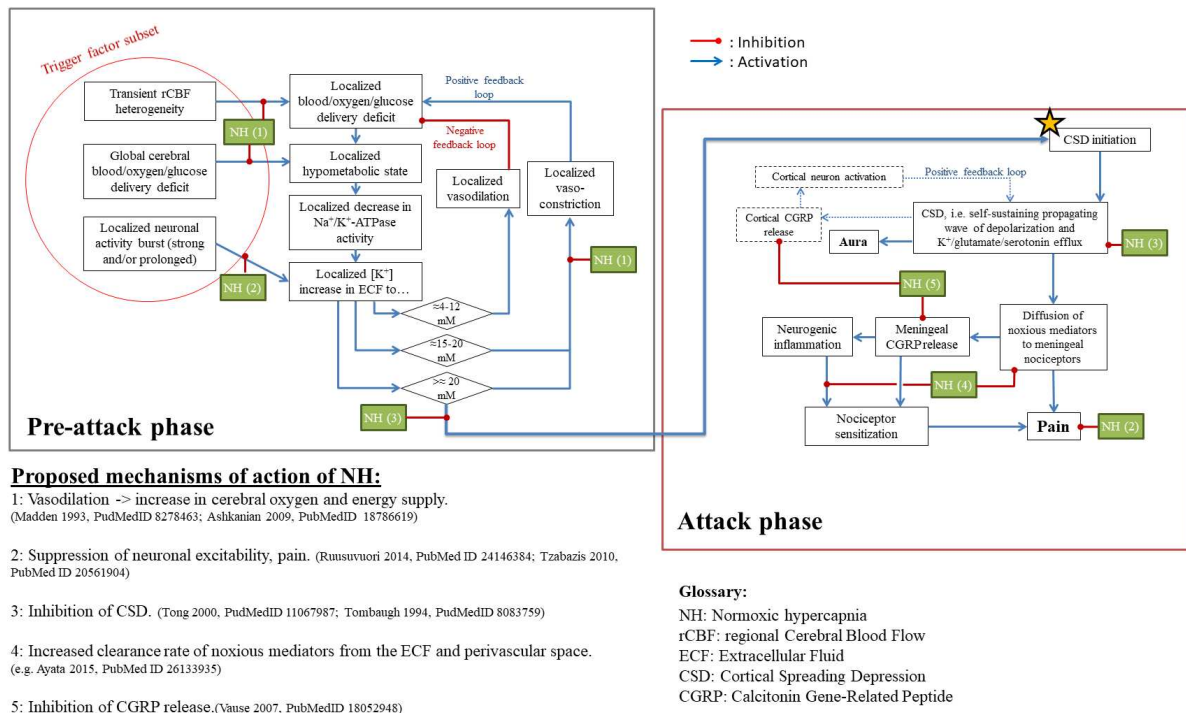 Trigger factor subset
Transient rCBF
heterogeneity
Global cerebral
blood/oxygen/glucose
delivery deficit
Localized neuronal
activity burst (strong
and/or prolonged)
NH (1)
NH (2)
Localized
blood/oxygen/glucose
delivery deficit
Localized
hypometabolic state
Localized decrease in
Na⁺/K⁺-ATPase
activity
Localized [K⁺]
increase in ECF to…
Positive feedback
loop
Negative
feedback loop
Localized
vasodilation
Localized
vaso-
constriction
NH (1)
≈4-12
mM
≈15-20
mM
>≈ 20
mM
NH (3)
Pre-attack phase
: Inhibition
: Activation
CSD initiation
Cortical neuron activation
Positive feedback loop
Cortical CGRP
release
CSD, i.e. self-sustaining propagating
wave of depolarization and
K⁺/glutamate/serotonin efflux
Aura
NH (3)
NH (5)
Neurogenic
inflammation
Meningeal
CGRP release
Diffusion of
noxious mediators
to meningeal
nociceptors
NH (4)
Nociceptor
sensitization
Pain
NH (2)
Attack phase
Proposed mechanisms of action of NH:
1: Vasodilation -> increase in cerebral oxygen and energy supply.
(Madden 1993, PudMedID 8278463; Ashkanian 2009, PubMedID 18786619)
2: Suppression of neuronal excitability, pain. (Ruusuvuori 2014, PubMed ID 24146384; Tzabazis 2010,
PubMed ID 20561904)
3: Inhibition of CSD. (Tong 2000, PudMedID 11067987; Tombaugh 1994, PudMedID 8083759)
4: Increased clearance rate of noxious mediators from the ECF and perivascular space.
(e.g. Ayata 2015, PubMed ID 26133935)
5: Inhibition of CGRP release.(Vause 2007, PubMedID 18052948)
Glossary:
NH: Normoxic hypercapnia
rCBF: regional Cerebral Blood Flow
ECF: Extracellular Fluid
CSD: Cortical Spreading Depression
CGRP: Calcitonin Gene-Related Peptide